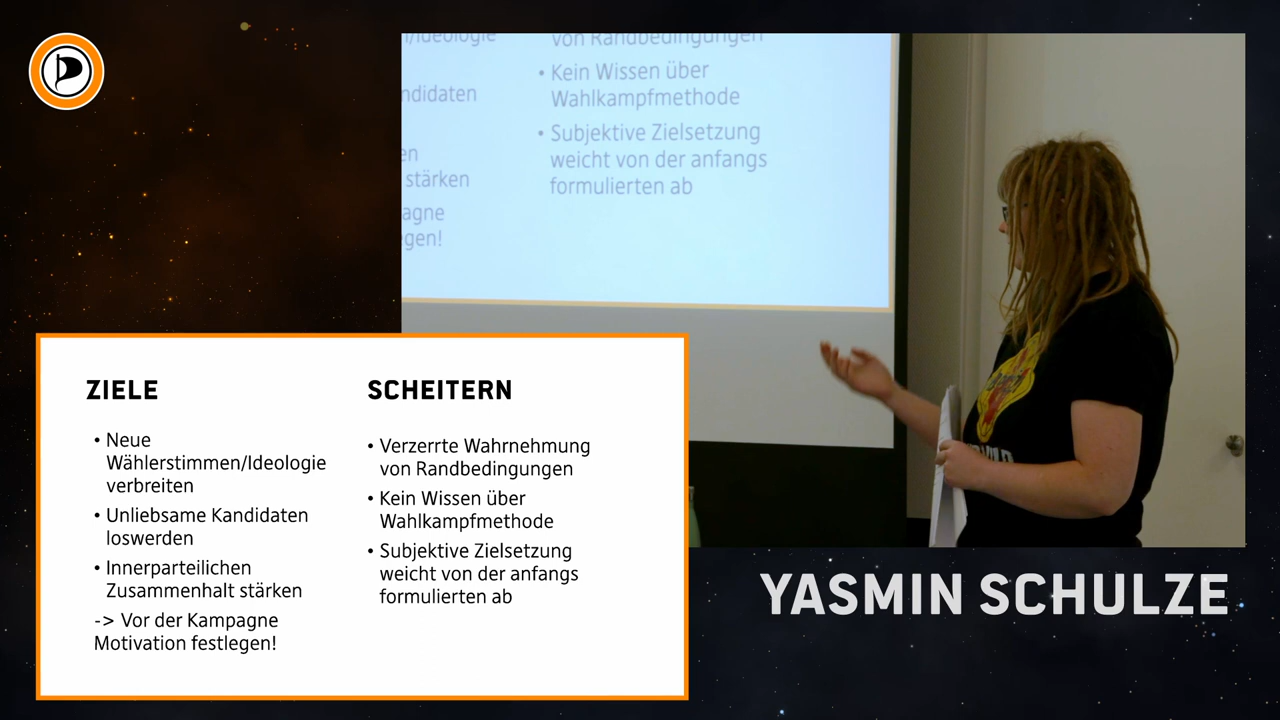 n/Ideologie
von Randbedingungen
• Kein Wissen über
ndidaten
Wahlkampfmethode
• Subjektive Zielsetzung
en
weicht von der anfangs
stärken
formulierten ab
agne
gen!
ZIELE
• Neue
Wählerstimmen/Ideologie
verbreiten
• Unliebsame Kandidaten
loswerden
• Innerparteilichen
Zusammenhalt stärken
-> Vor der Kampagne
Motivation festlegen!
SCHEITERN
• Verzerrte Wahrnehmung
von Randbedingungen
• Kein Wissen über
Wahlkampfmethode
• Subjektive Zielsetzung
weicht von der anfangs
formulierten ab
YASMIN SCHULZE